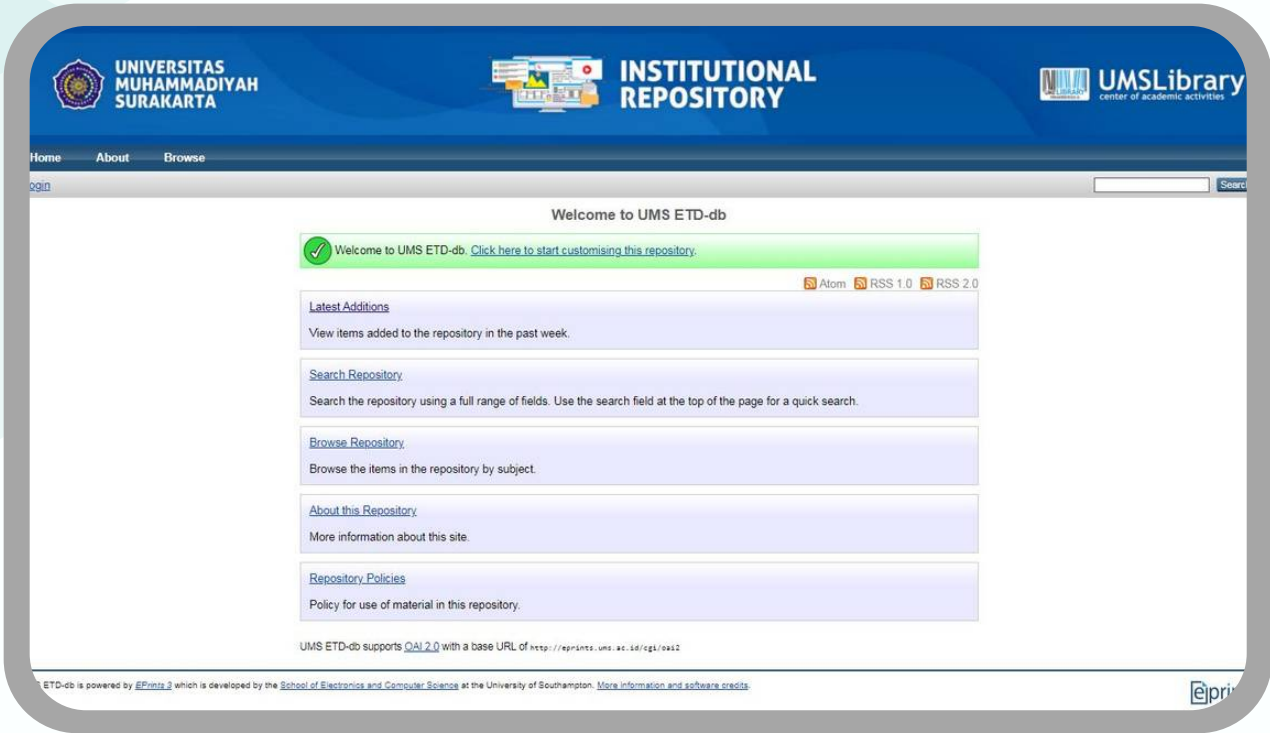 UNIVERSITAS
MUHAMMADIYAH
SURAKARTA
INSTITUTIONAL
REPOSITORY
UMSLibrary
center of academic activities
Home About Browse
ogin
Searc
Welcome to UMS ETD-db
Welcome to UMS ETD-db. Click here to start customising this repository.
Atom RSS 1.0 RSS 2.0
Latest Additions
View items added to the repository in the past week.
Search Repository
Search the repository using a full range of fields. Use the search field at the top of the page for a quick search.
Browse Repository
Browse the items in the repository by subject.
About this Repository
More information about this site.
Repository Policies
Policy for use of material in this repository.
UMS ETD-db supports OAI 2.0 with a base URL of http://eprints.ums.ac.id/cgi/oai2
ETD-db is powered by EPrints 3 which is developed by the School of Electronics and Computer Science at the University of Southampton. More information and software credits.
eprin